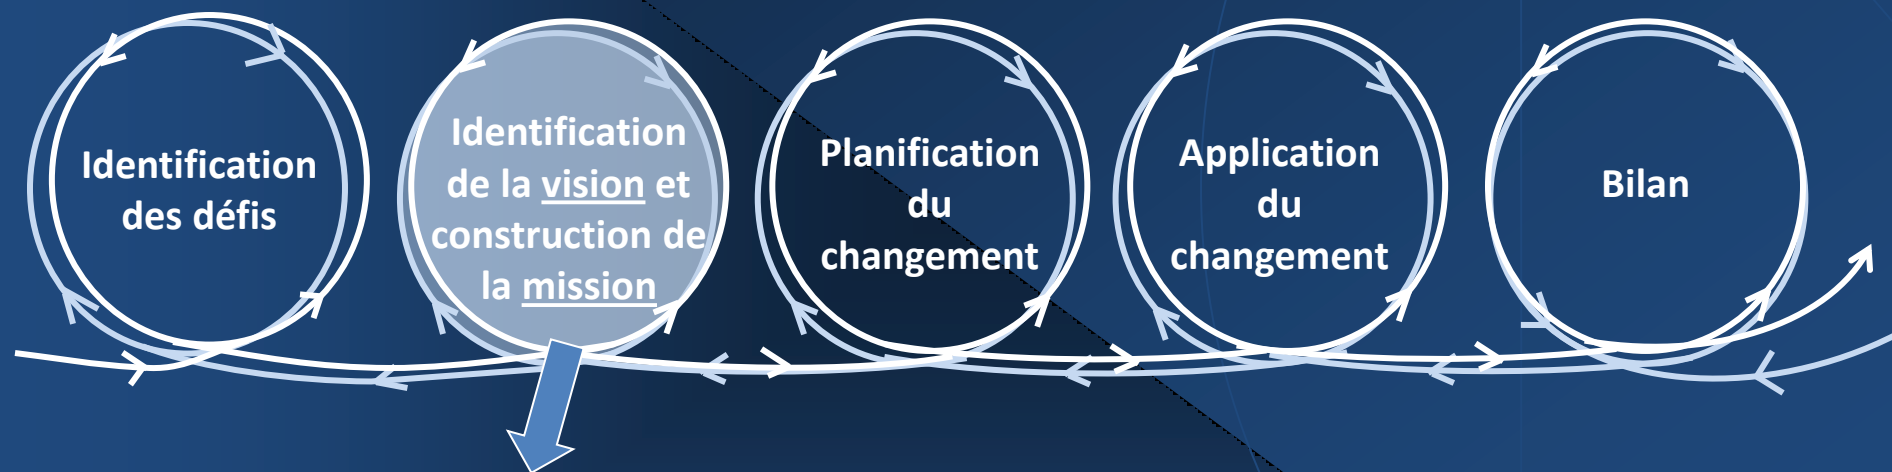 Identification
des défis
Identification
de la vision et
construction de
la mission
Planification
du
changement
Application
du
changement
Bilan